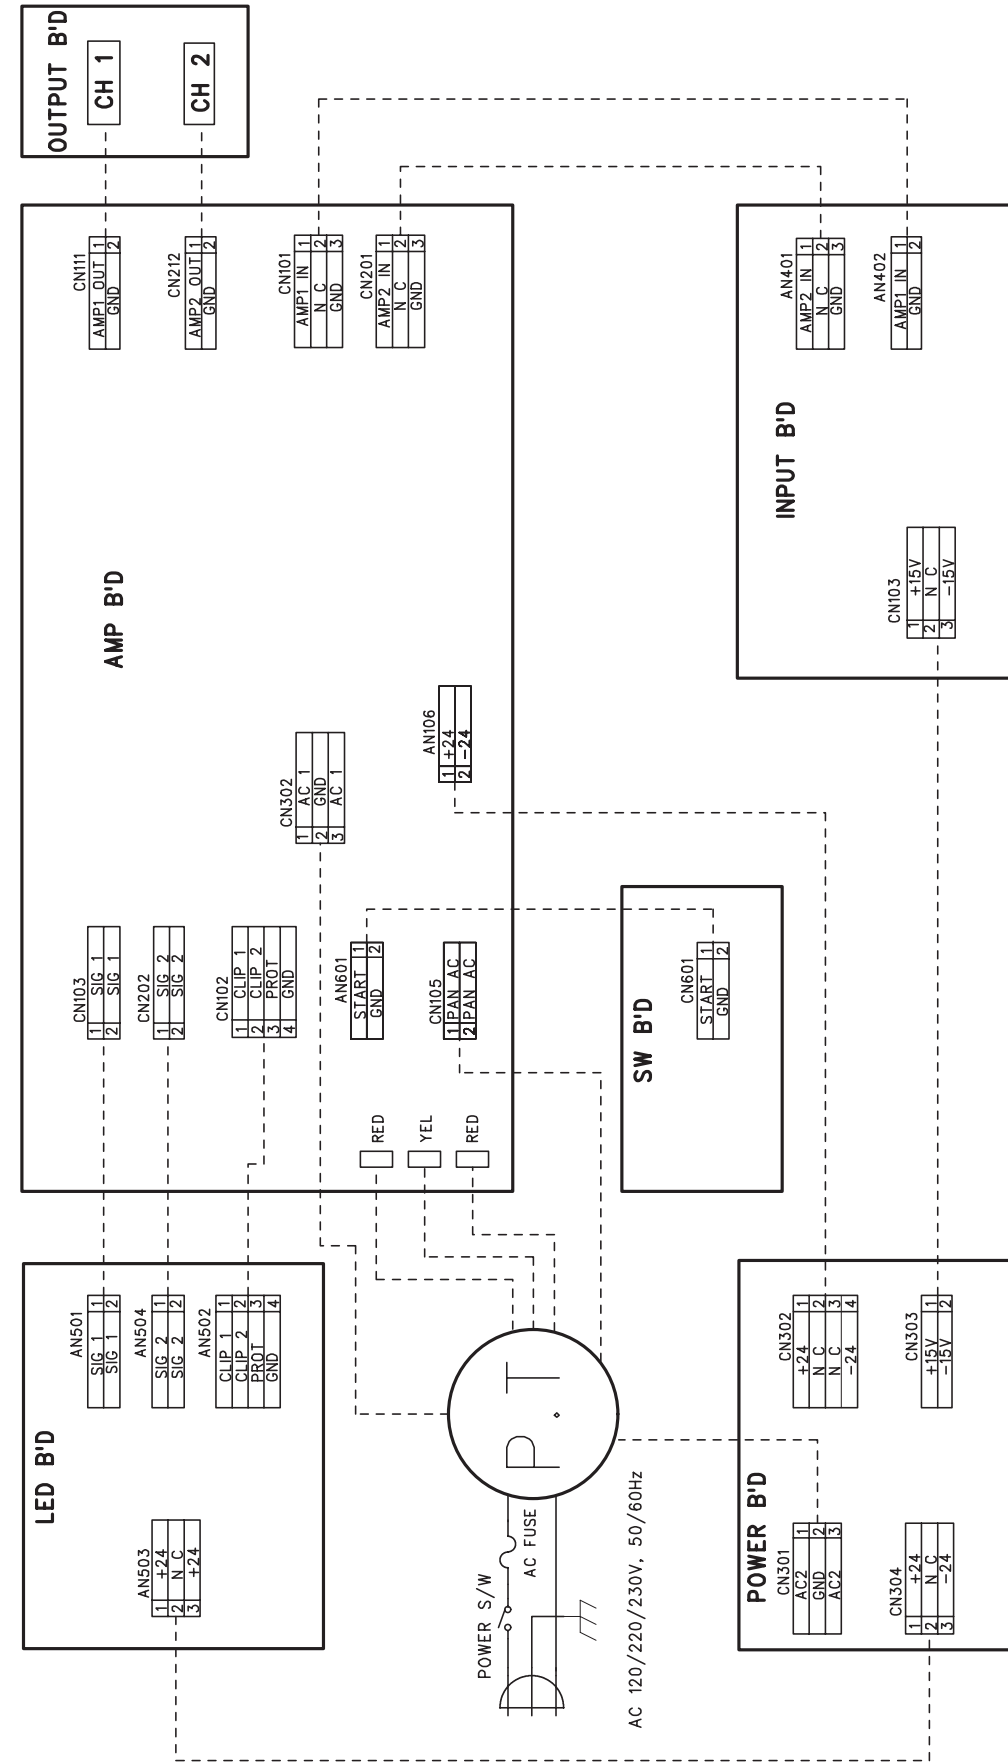 OUTPUT B'D
CH 1
CH 2
AMP B'D
CN111
AMP1 OUT 1
GND 2
CN212
AMP2 OUT 1
GND 2
CN101
AMP1 IN 1
N C 2
GND 3
CN201
AMP2 IN 1
N C 2
GND 3
CN302
1 AC 1
2 GND
3 AC 1
AN106
1 +24
2 -24
CN103
1 SIG 1
2 SIG 1
CN202
1 SIG 2
2 SIG 2
CN102
1 CLIP 1
2 CLIP 2
3 PROT
4 GND
AN601
START 1
GND 2
CN105
1 PAN AC
2 PAN AC
RED
YEL
RED
INPUT B'D
AN401
AMP2 IN 1
N C 2
GND 3
AN402
AMP1 IN 1
GND 2
CN103
1 +15V
2 N C
3 -15V
SW B'D
CN601
START 1
GND 2
LED B'D
AN501
SIG 1 1
SIG 1 2
AN504
SIG 2 1
SIG 2 2
AN502
CLIP 1 1
CLIP 2 2
PROT 3
GND 4
AN503
1 +24
2 N C
3 +24
P.T
POWER S/W
AC FUSE
AC 120/220/230V, 50/60Hz
POWER B'D
CN302
+24 1
N C 2
N C 3
-24 4
CN303
+15V 1
-15V 2
CN301
AC2 1
GND 2
AC2 3
CN304
1 +24
2 N C
3 -24